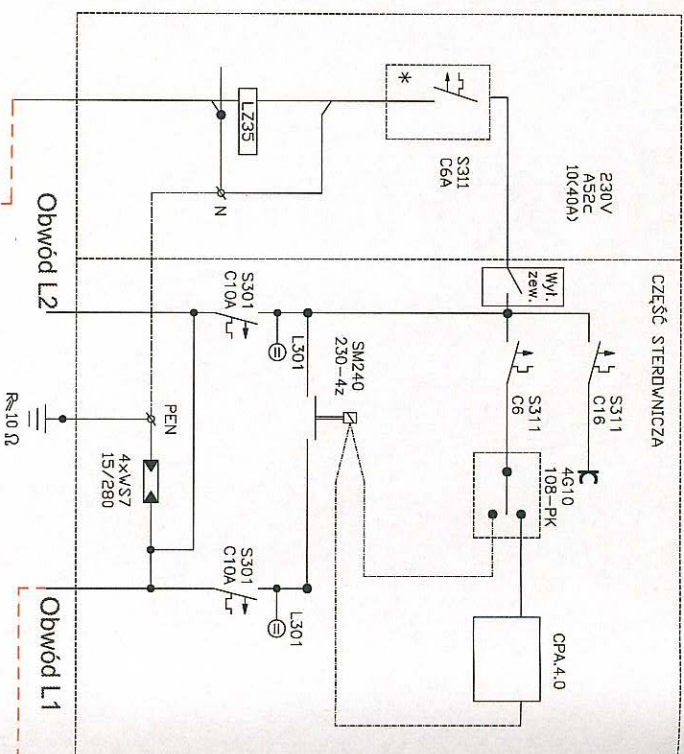 CZĘŚĆ STEROWNICZA
230V
A52c
10(40A)
S311
C6A
*
Wył.
zew.
S311
C16
S311
C6
4G10
108-PK
CPA.4.0
SM240
230-4z
L301
S301
C10A
L301
S301
C10A
LZ35
N
PEN
4xWS7
15/280
R≈10 Ω
Obwód L2
Obwód L1